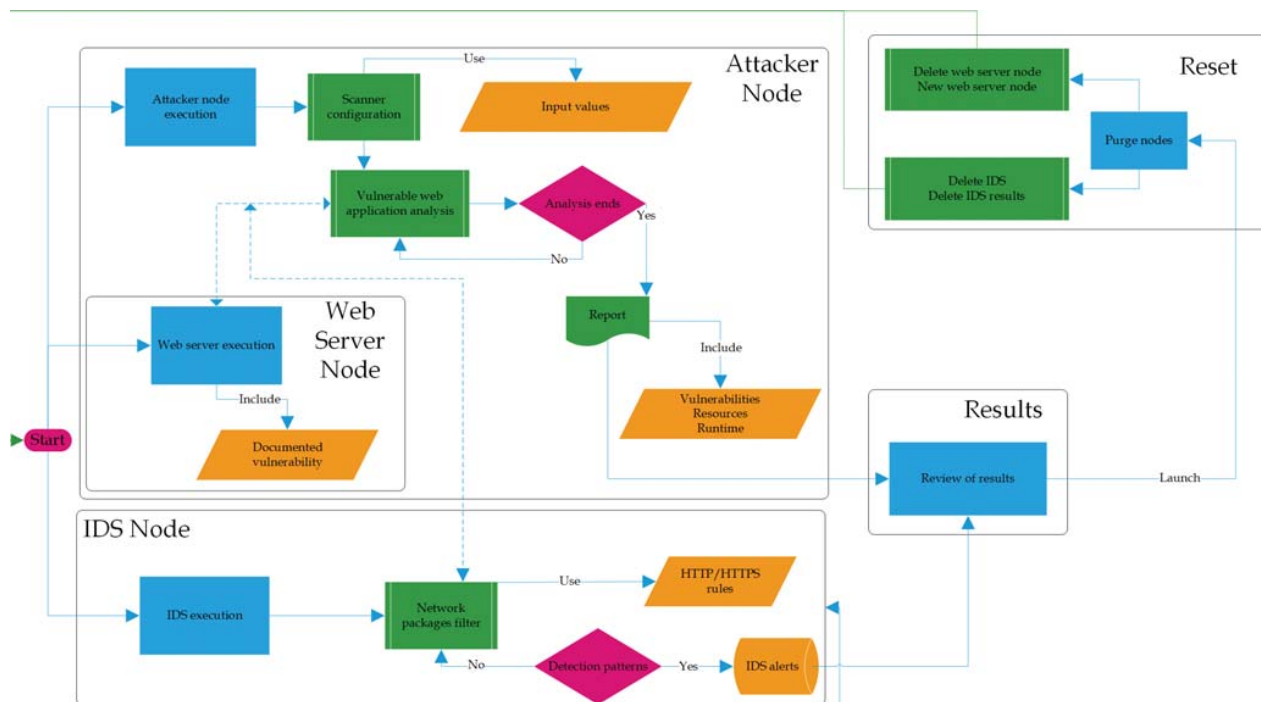 Attacker
Node
Use
Attacker node
execution
Scanner
configuration
Input values
Vulnerable web
application analysis
Analysis ends
Yes
No
Report
Include
Vulnerabilities
Resources
Runtime
Web
Server
Node
Web server execution
Include
Documented
vulnerability
Start
IDS Node
IDS execution
Network
packages filter
Use
HTTP/HTTPS
rules
Detection patterns
No
Yes
IDS alerts
Results
Review of results
Launch
Reset
Delete web server node
New web server node
Purge nodes
Delete IDS
Delete IDS results